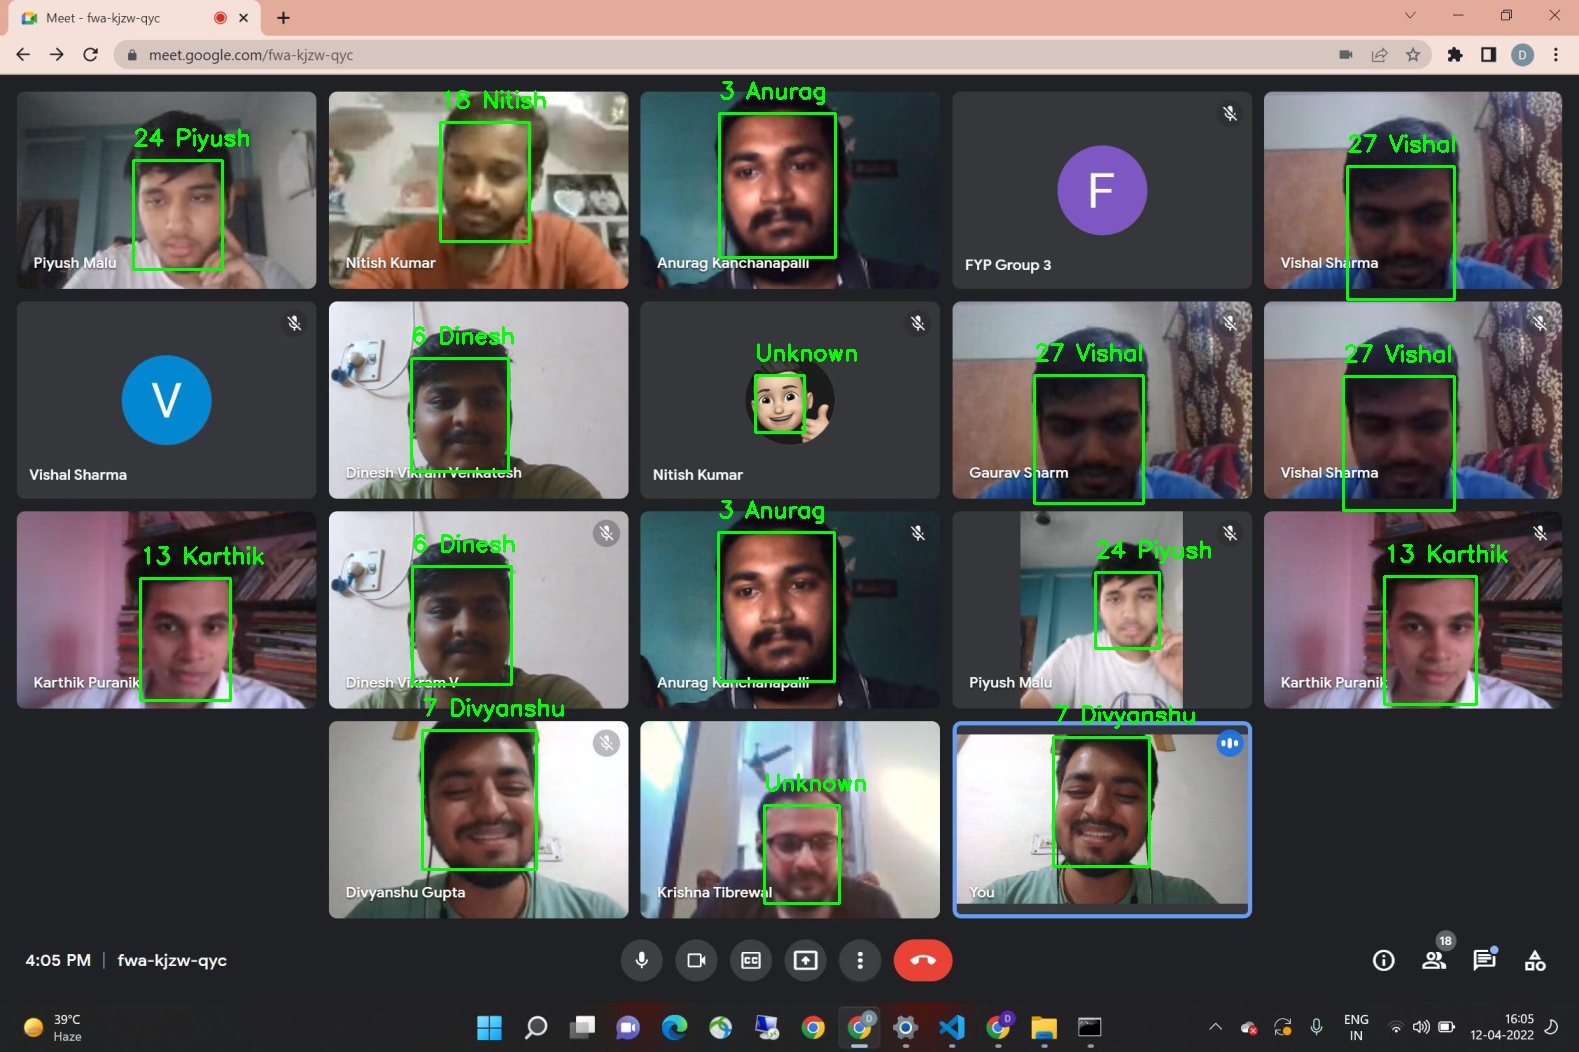 Meet - fwa-kjzw-qyc
meet.google.com/fwa-kjzw-qyc
D
24 Piyush
Piyush Malu
18 Nitish
Nitish Kumar
3 Anurag
Anurag Kanchanapalli
F
FYP Group 3
27 Vishal
Vishal Sharma
V
Vishal Sharma
6 Dinesh
Dinesh Vikram Venkatesh
Unknown
Nitish Kumar
27 Vishal
Gaurav Sharm
27 Vishal
Vishal Sharma
13 Karthik
Karthik Puranik
6 Dinesh
Dinesh Vikram V
3 Anurag
Anurag Kanchanapalli
24 Piyush
Piyush Malu
13 Karthik
Karthik Puranik
7 Divyanshu
Divyanshu Gupta
Unknown
Krishna Tibrewal
7 Divyanshu
You
4:05 PM | fwa-kjzw-qyc
CC
18
39°C
Haze
D
D
ENG
IN
16:05
12-04-2022